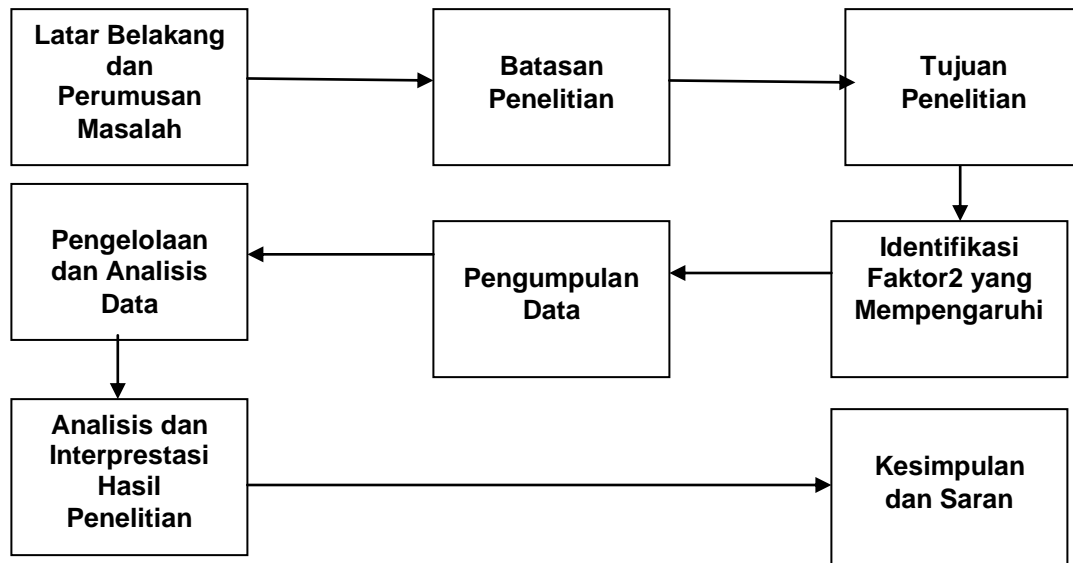 Latar Belakang
dan
Perumusan
Masalah
Batasan
Penelitian
Tujuan
Penelitian
Identifikasi
Faktor2 yang
Mempengaruhi
Pengumpulan
Data
Pengelolaan
dan Analisis
Data
Analisis dan
Interprestasi
Hasil
Penelitian
Kesimpulan
dan Saran